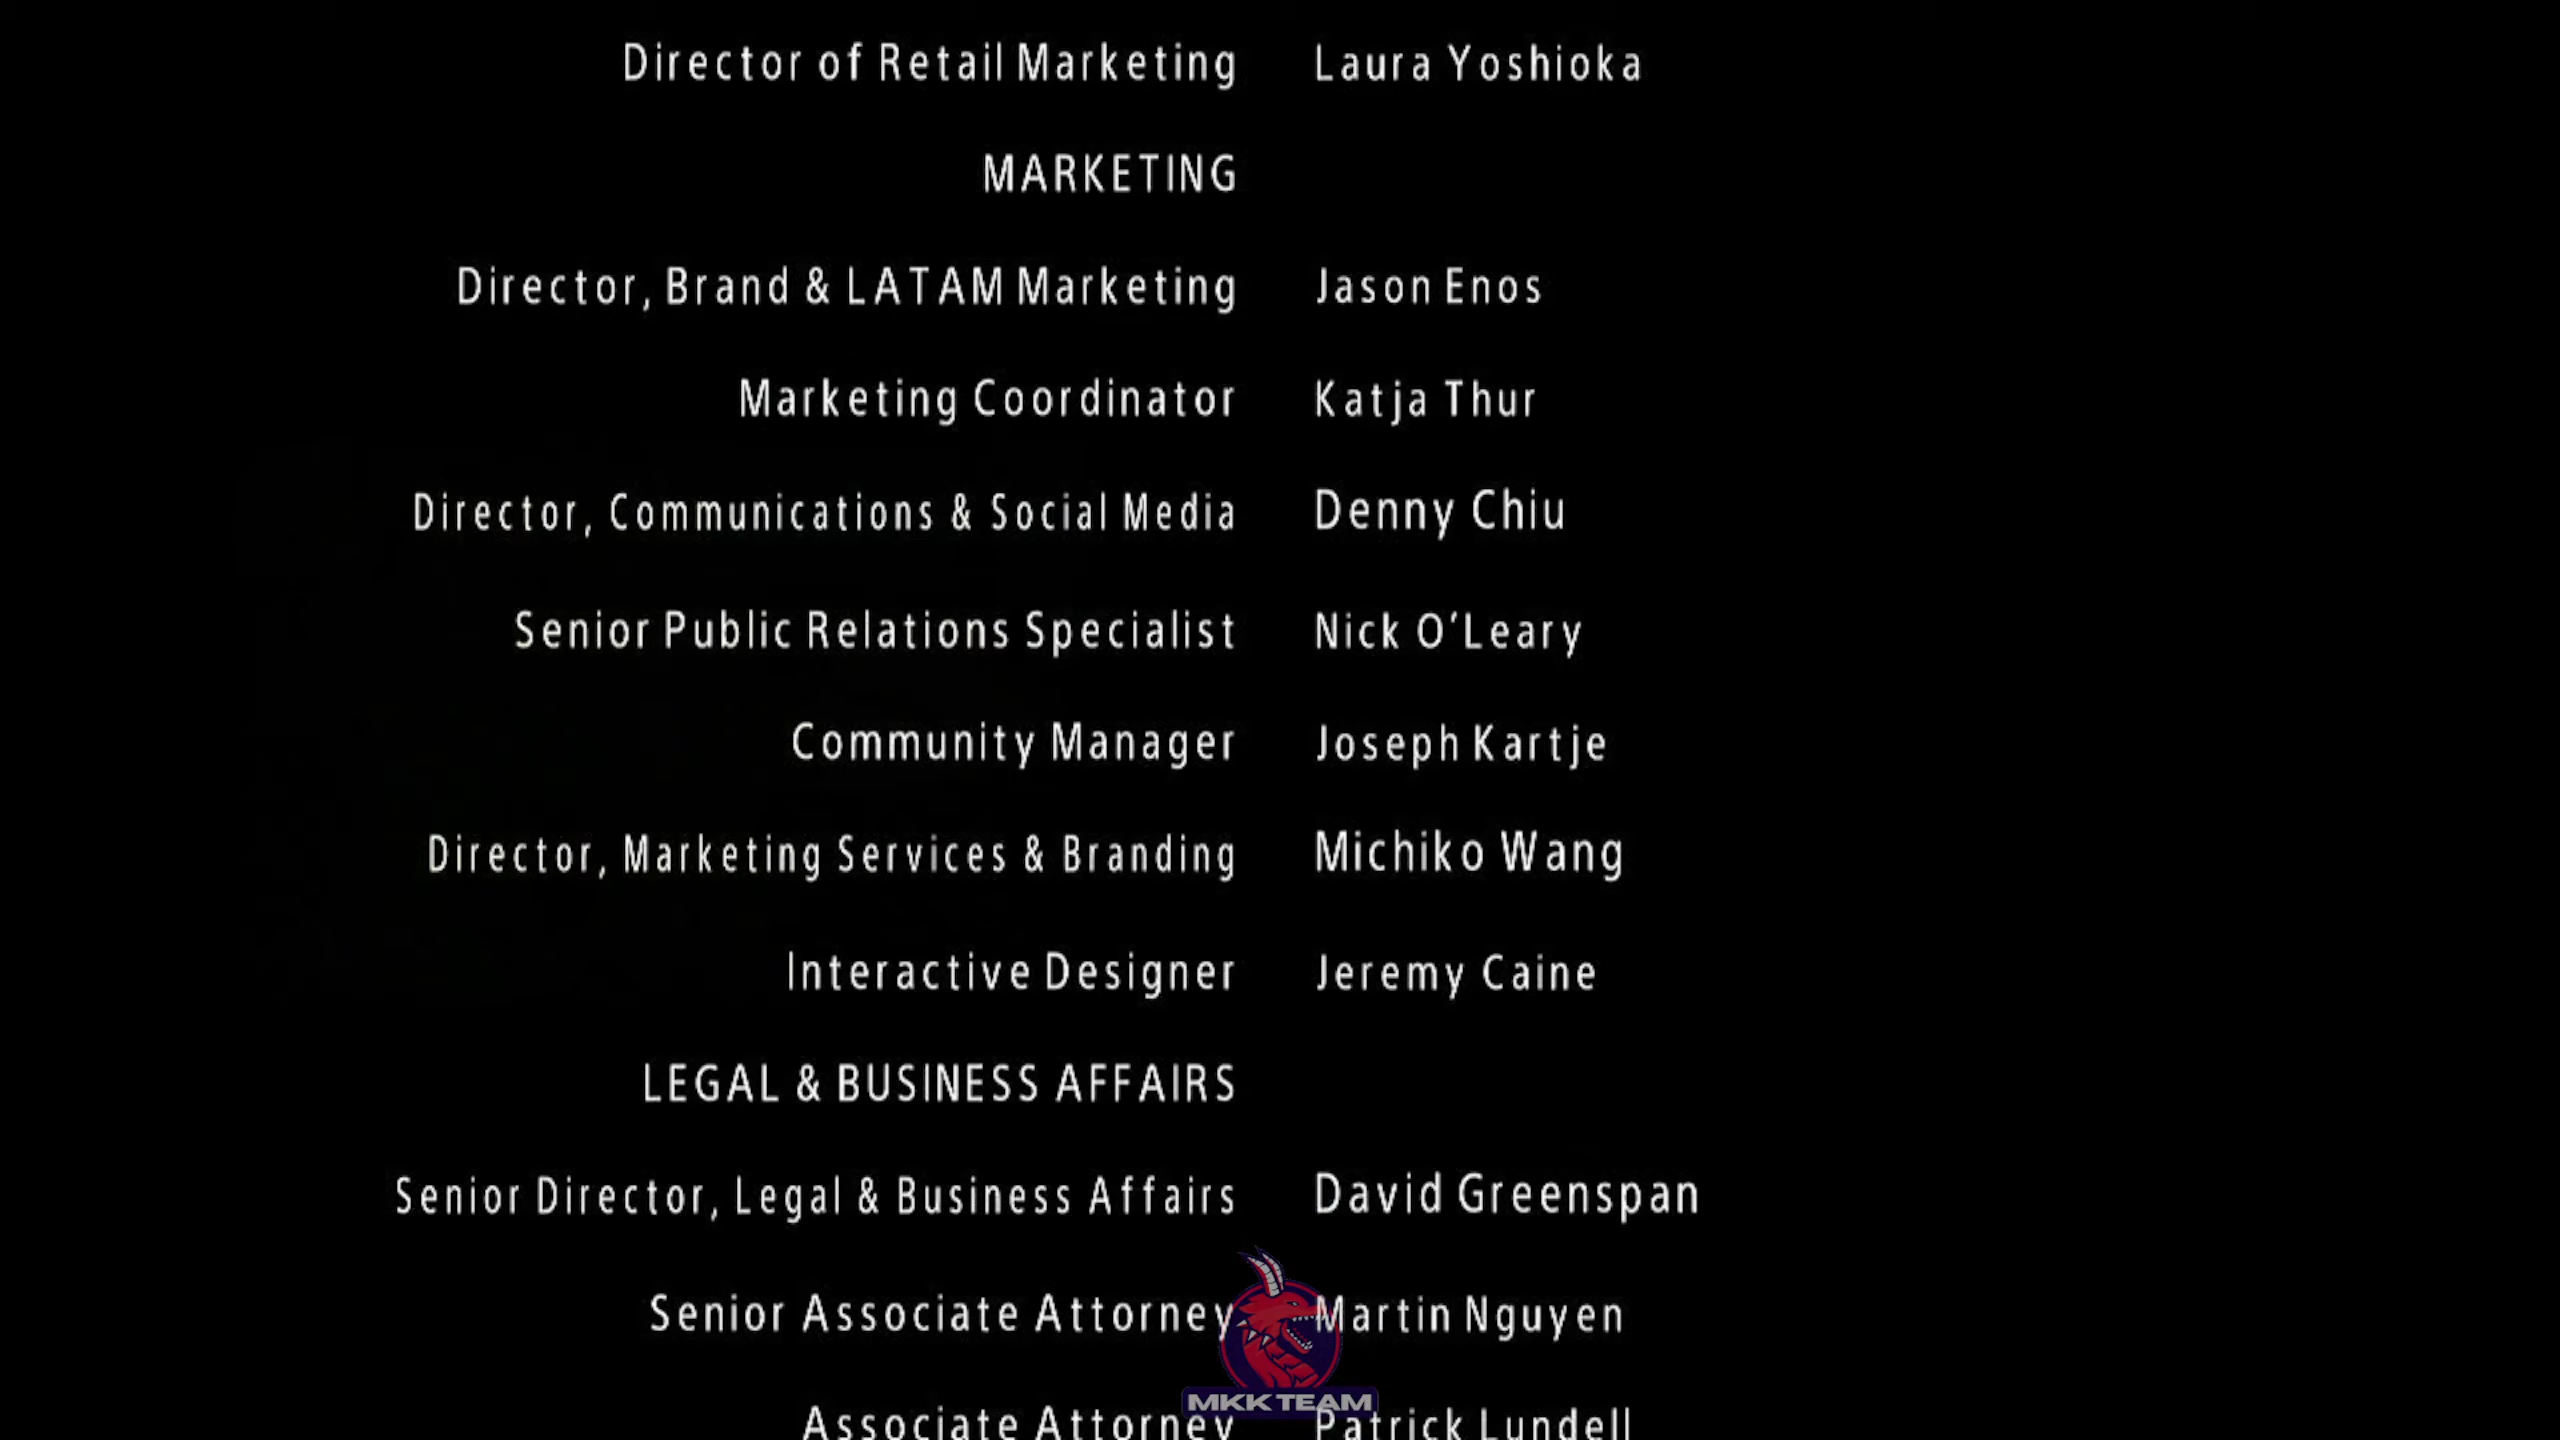 Director of Retail Marketing Laura Yoshioka
MARKETING
Director, Brand & LATAM Marketing Jason Enos
Marketing Coordinator Katja Thur
Director, Communications & Social Media Denny Chiu
Senior Public Relations Specialist Nick O'Leary
Community Manager Joseph Kartje
Director, Marketing Services & Branding Michiko Wang
Interactive Designer Jeremy Caine
LEGAL & BUSINESS AFFAIRS
Senior Director, Legal & Business Affairs David Greenspan
Senior Associate Attorney Martin Nguyen
MKK TEAM
Associate Attorney Patrick Lundell